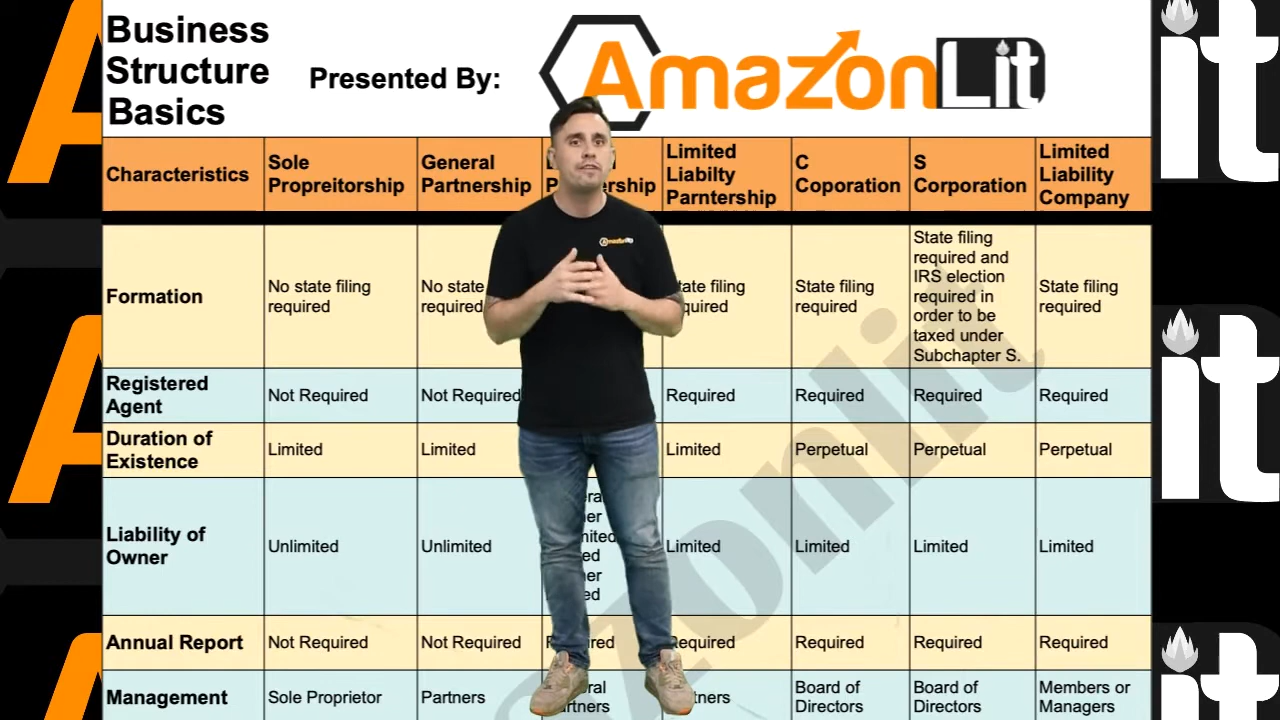 Business
Structure
Basics
Presented By:
AmazonLit
Characteristics
Sole
Propreitorship
General
Partnership
Limited
Liabilty
Parntership
C
Coporation
S
Corporation
Limited
Liability
Company
Formation
No state filing
required
No state
required
State filing
required
State filing
required and
IRS election
required in
order to be
taxed under
Subchapter S.
State filing
required
Registered
Agent
Not Required
Not Required
Required
Required
Required
Required
Duration of
Existence
Limited
Limited
Limited
Perpetual
Perpetual
Perpetual
Liability of
Owner
Unlimited
Unlimited
Limited
Limited
Limited
Limited
Annual Report
Not Required
Not Required
Required
Required
Required
Required
Management
Sole Proprietor
Partners
Board of
Directors
Board of
Directors
Members or
Managers